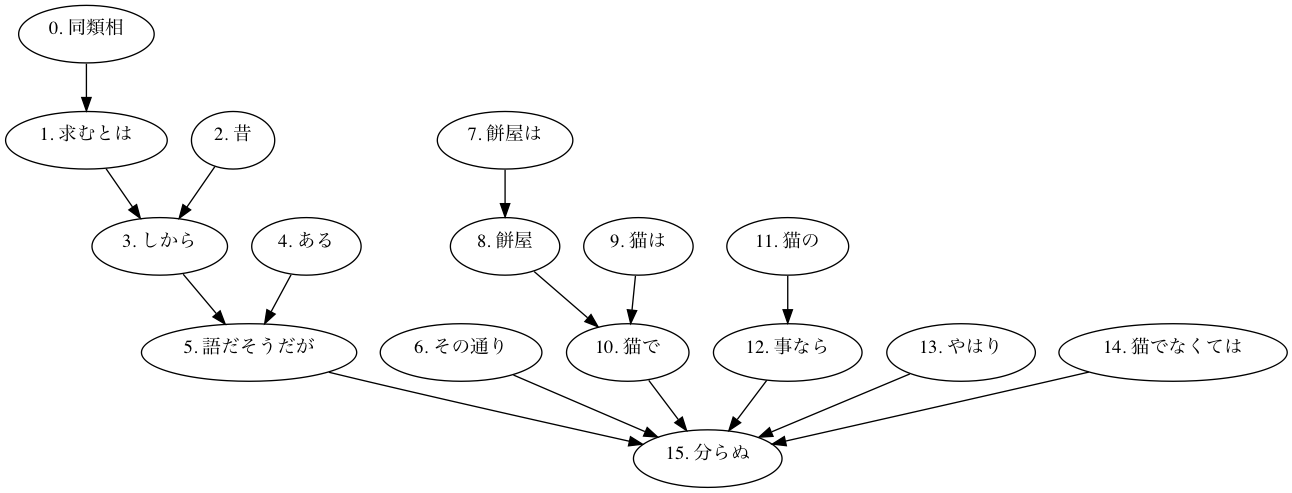 0. 同類相
1. 求むとは
2. 昔
7. 餅屋は
3. しから
4. ある
8. 餅屋
9. 猫は
11. 猫の
5. 語だそうだが
6. その通り
10. 猫で
12. 事なら
13. やはり
14. 猫でなくては
15. 分らぬ